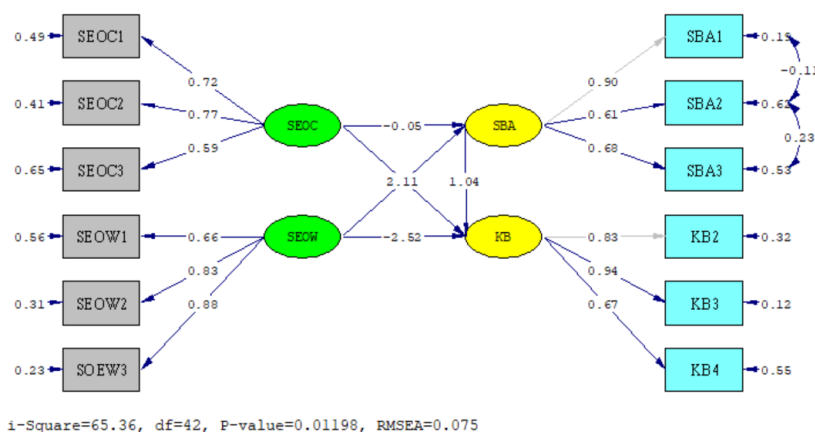 0.49 SEOC1 SBA1 0.19
-0.11
0.72 0.90
0.41 SEOC2 0.77 SEOC -0.05 SBA 0.61 SBA2 0.62
0.59 0.68 0.23
0.65 SEOC3 SBA3 0.53
2.11 1.04
0.56 SEOW1 0.66 SEOW -2.52 KB 0.83 KB2 0.32
0.83 0.94
0.31 SEOW2 0.88 0.67 KB3 0.12
0.23 SOEW3 KB4 0.55
i-Square=65.36, df=42, P-value=0.01198, RMSEA=0.075